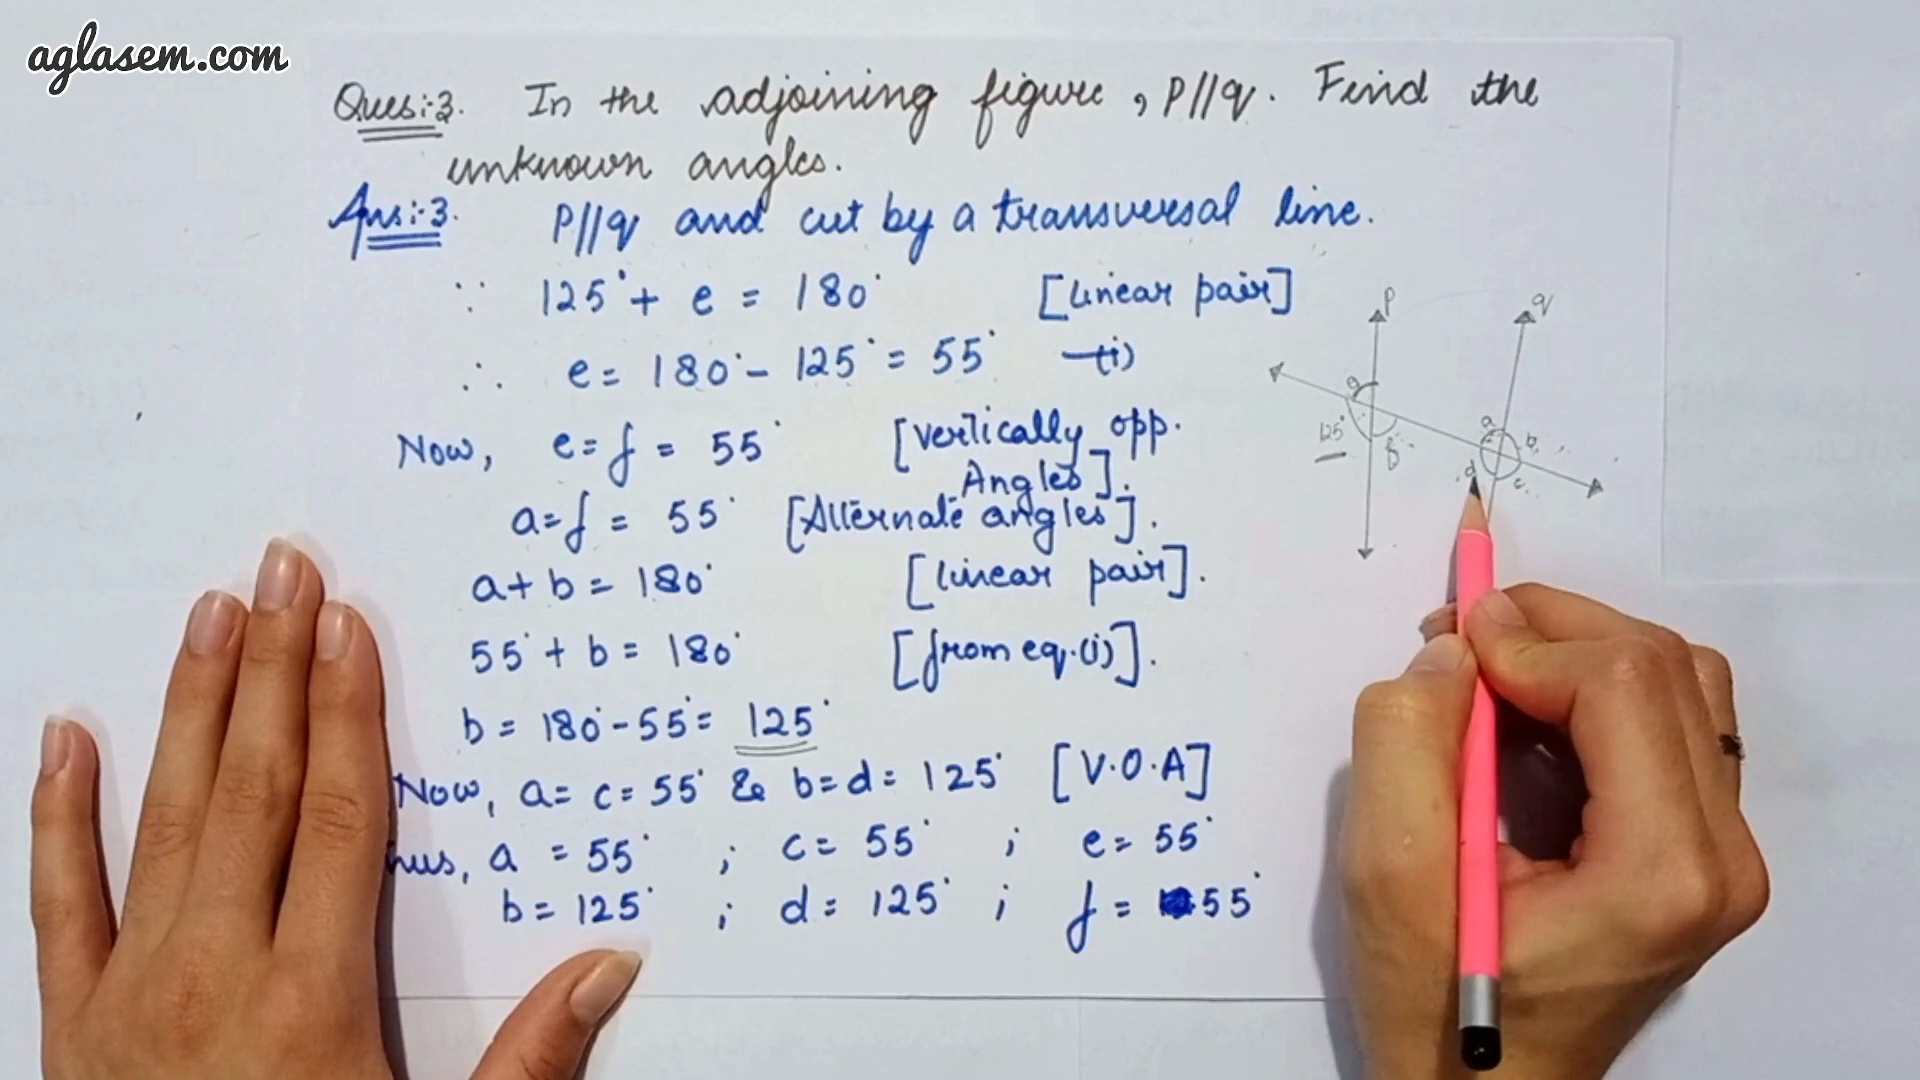 aglasem.com
Ques:-3. In the adjoining figure, P//q. Find the
unknown angles.
Ans:-3. P//q and cut by a transversal line.
∵ 125° + e = 180° [Linear pair]
∴ e = 180° - 125° = 55° —(i)
Now, e = f = 55° [Vertically opp.
Angles].
a = f = 55° [Alternate angles].
a + b = 180° [linear pair].
55° + b = 180° [from eq.(i)].
b = 180° - 55° = 125°
Now, a = c = 55° & b = d = 125° [V.O.A]
hus, a = 55° ; c = 55° ; e = 55°
b = 125° ; d = 125° ; f = 55°
P q
e
125° f
a b
d c